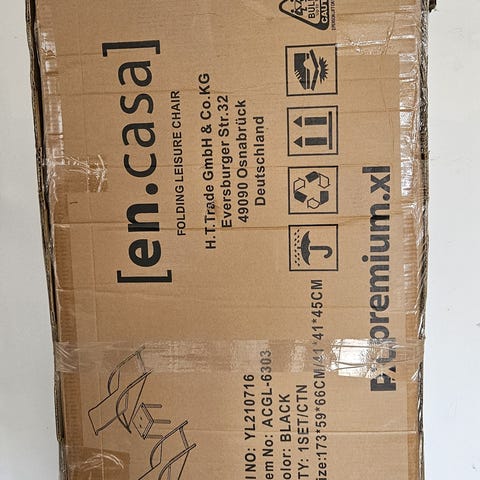 [en.casa]
FOLDING LEISURE CHAIR
H.T.Trade GmbH & Co.KG
Eversburger Str.32
49090 Osnabrück
Deutschland
premium.xl
NO: YL210716
em No: ACGL-6303
olor: BLACK
TY: 1SET/CTN
ize:173*59*66CM/41*41*45CM